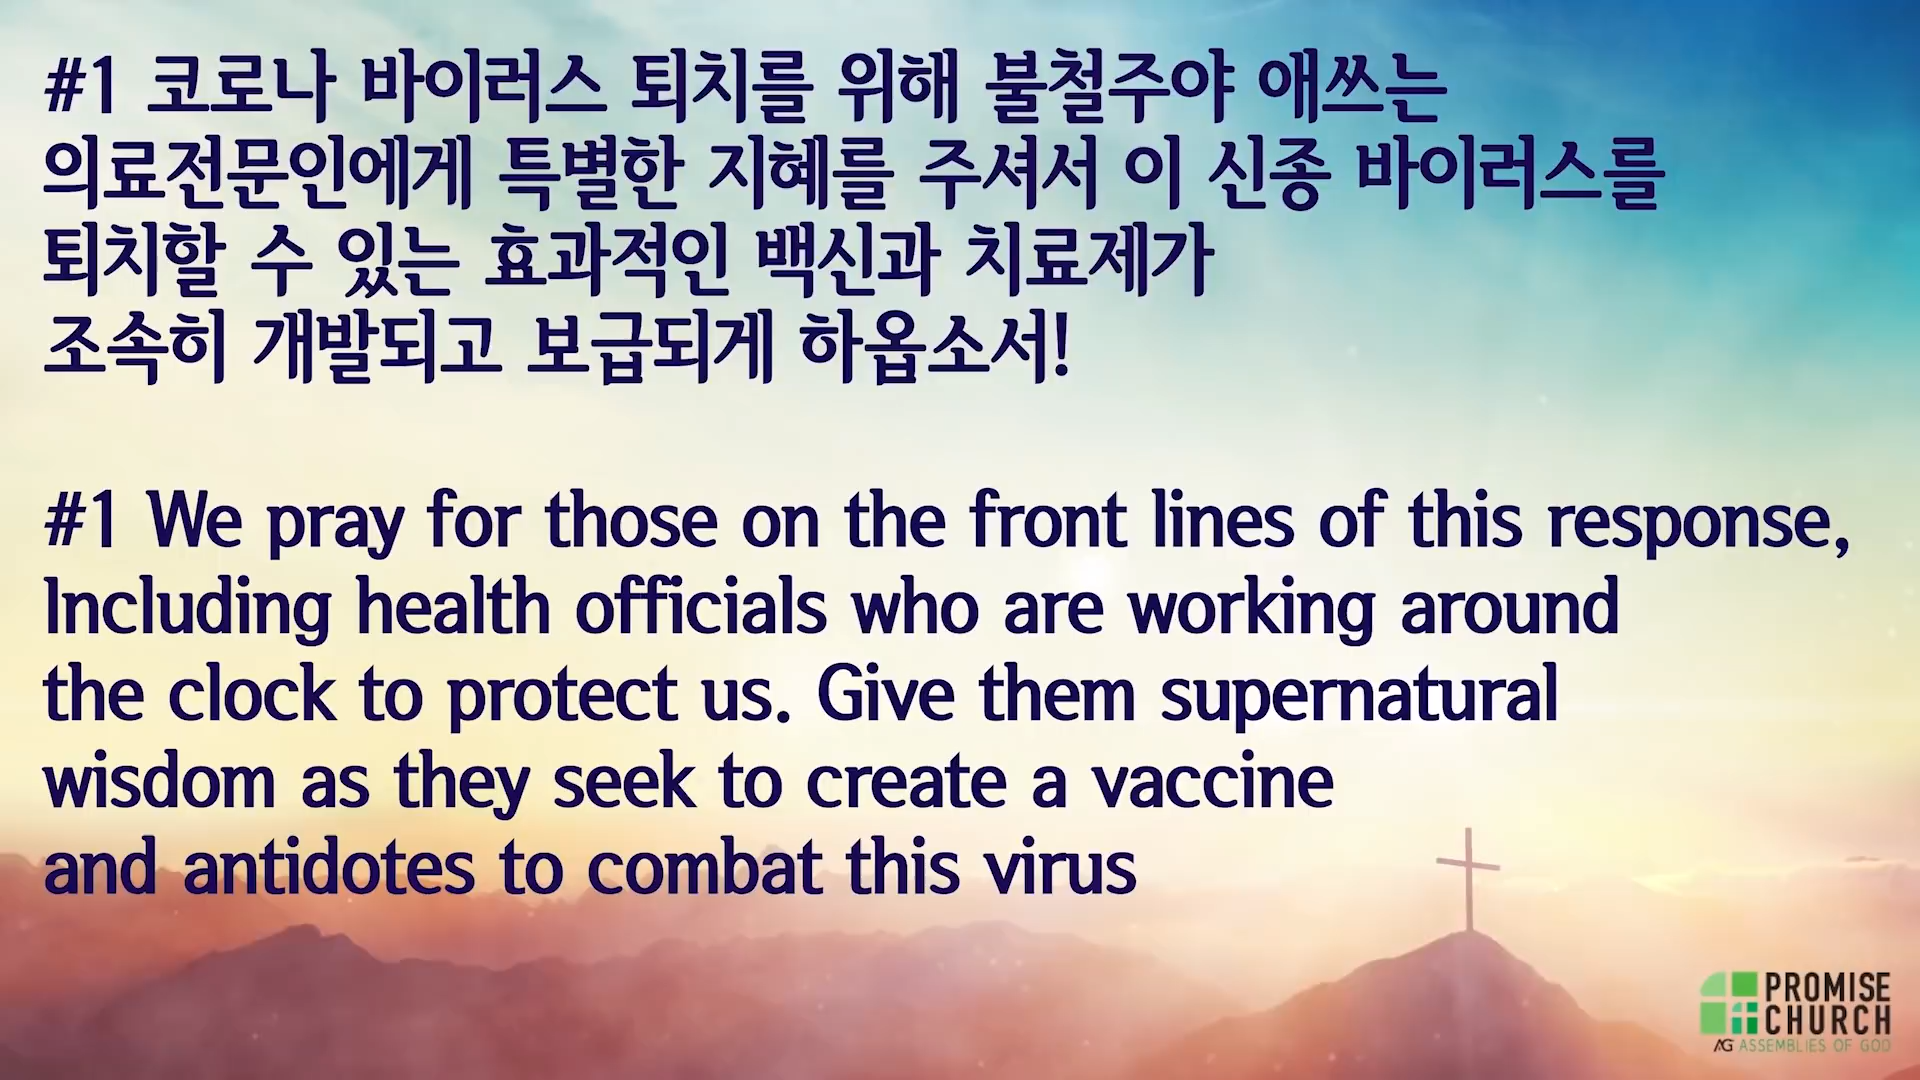 #1 코로나 바이러스 퇴치를 위해 불철주야 애쓰는
의료전문인에게 특별한 지혜를 주셔서 이 신종 바이러스를
퇴치할 수 있는 효과적인 백신과 치료제가
조속히 개발되고 보급되게 하옵소서!
#1 We pray for those on the front lines of this response,
Including health officials who are working around
the clock to protect us. Give them supernatural
wisdom as they seek to create a vaccine
and antidotes to combat this virus
PROMISE
CHURCH
AG ASSEMBLIES OF GOD